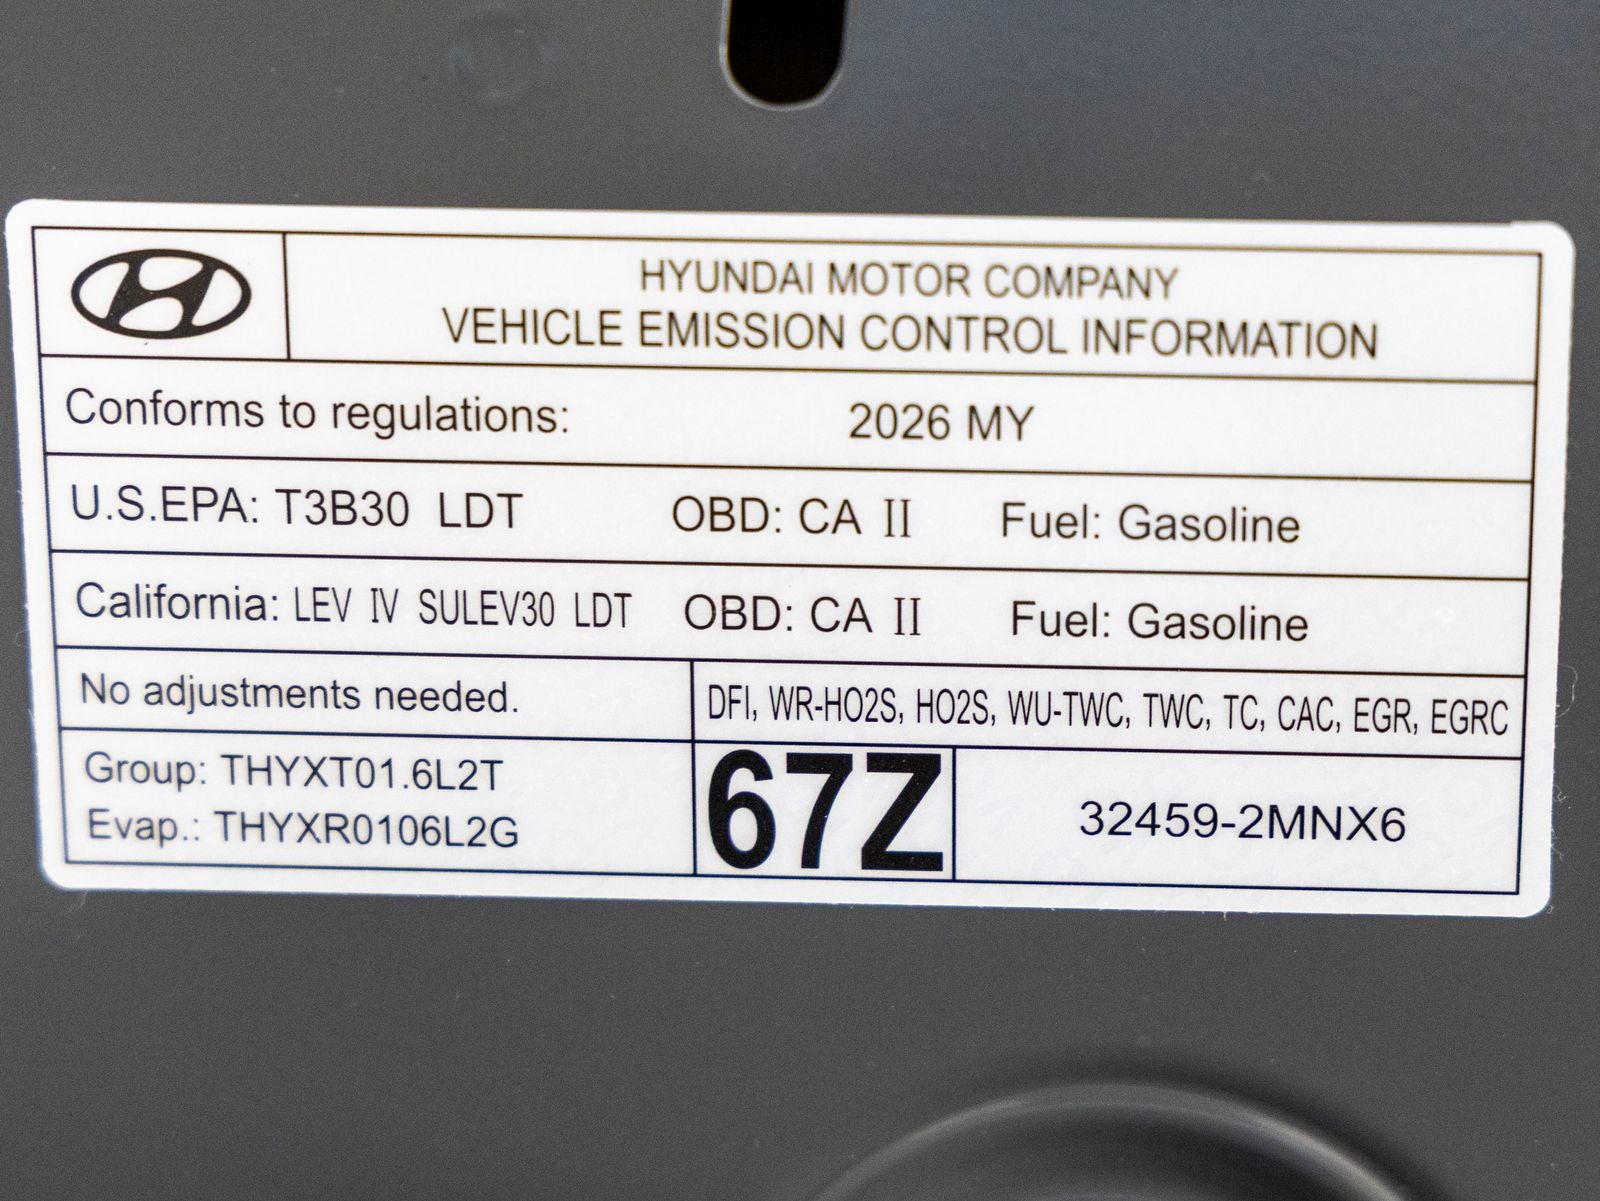 HYUNDAI MOTOR COMPANY
VEHICLE EMISSION CONTROL INFORMATION
Conforms to regulations: 2026 MY
U.S.EPA: T3B30 LDT OBD: CA II Fuel: Gasoline
California: LEV IV SULEV30 LDT OBD: CA II Fuel: Gasoline
No adjustments needed. DFI, WR-HO2S, HO2S, WU-TWC, TWC, TC, CAC, EGR, EGRC
Group: THYXT01.6L2T
Evap.: THYXR0106L2G
67Z
32459-2MNX6